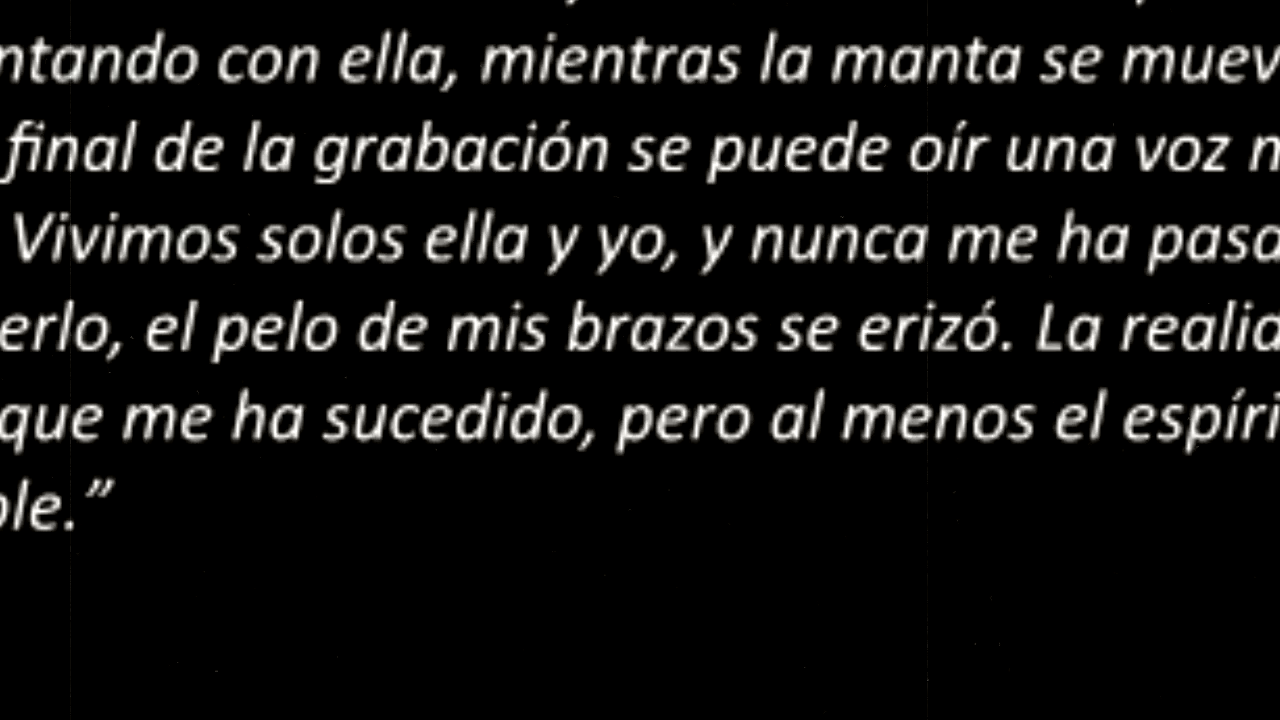 ntando con ella, mientras la manta se muev
final de la grabación se puede oír una voz n
Vivimos solos ella y yo, y nunca me ha pasa
erlo, el pelo de mis brazos se erizó. La realid
que me ha sucedido, pero al menos el espíri
ble.”